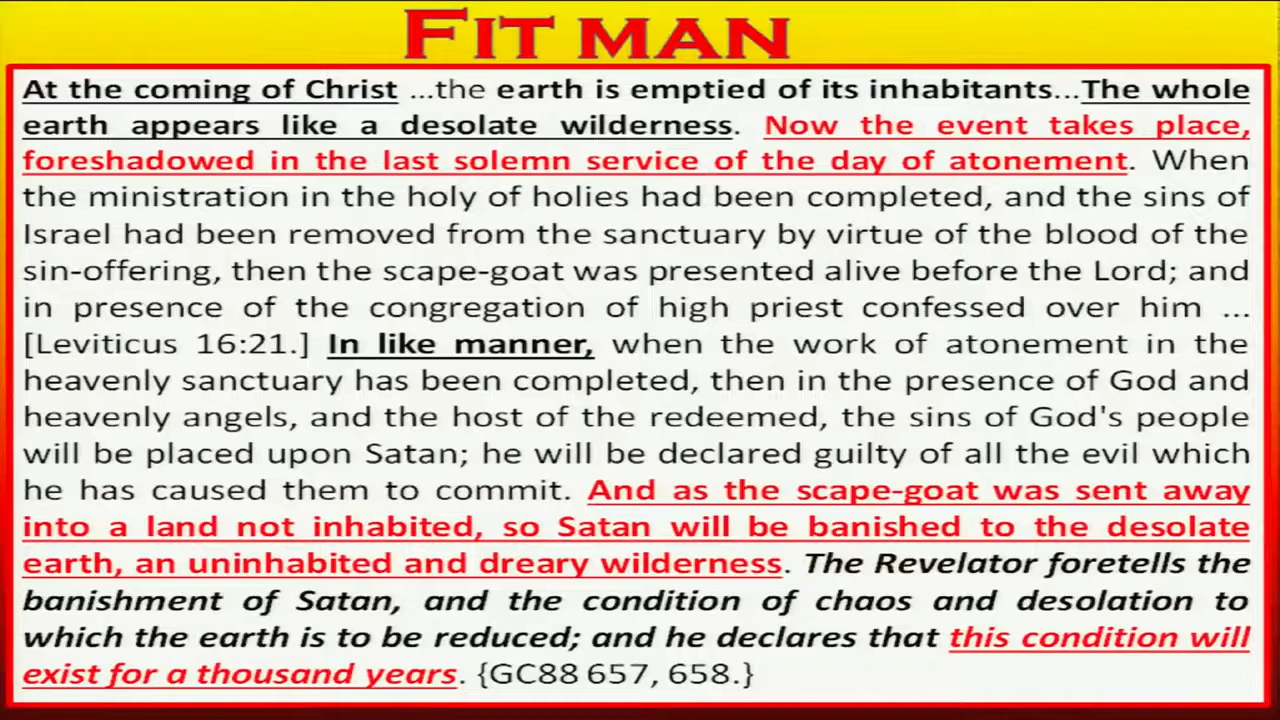 FIT MAN
At the coming of Christ ...the earth is emptied of its inhabitants...The whole
earth appears like a desolate wilderness. Now the event takes place,
foreshadowed in the last solemn service of the day of atonement. When
the ministration in the holy of holies had been completed, and the sins of
Israel had been removed from the sanctuary by virtue of the blood of the
sin-offering, then the scape-goat was presented alive before the Lord; and
in presence of the congregation of high priest confessed over him ...
[Leviticus 16:21.] In like manner, when the work of atonement in the
heavenly sanctuary has been completed, then in the presence of God and
heavenly angels, and the host of the redeemed, the sins of God's people
will be placed upon Satan; he will be declared guilty of all the evil which
he has caused them to commit. And as the scape-goat was sent away
into a land not inhabited, so Satan will be banished to the desolate
earth, an uninhabited and dreary wilderness. The Revelator foretells the
banishment of Satan, and the condition of chaos and desolation to
which the earth is to be reduced; and he declares that this condition will
exist for a thousand years. {GC88 657, 658.}